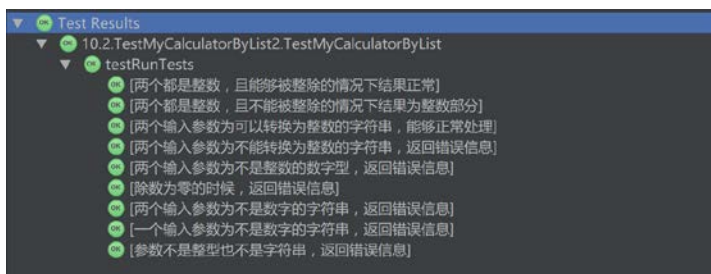 Test Results
10.2.TestMyCalculatorByList2.TestMyCalculatorByList
testRunTests
[两个都是整数，且能够被整除的情况下结果正常]
[两个都是整数，且不能被整除的情况下结果为整数部分]
[两个输入参数为可以转换为整数的字符串，能够正常处理]
[两个输入参数为不能转换为整数的字符串，返回错误信息]
[两个输入参数为不是整数的数字型，返回错误信息]
[除数为零的时候，返回错误信息]
[两个输入参数为不是数字的字符串，返回错误信息]
[一个输入参数为不是数字的字符串，返回错误信息]
[参数不是整型也不是字符串，返回错误信息]